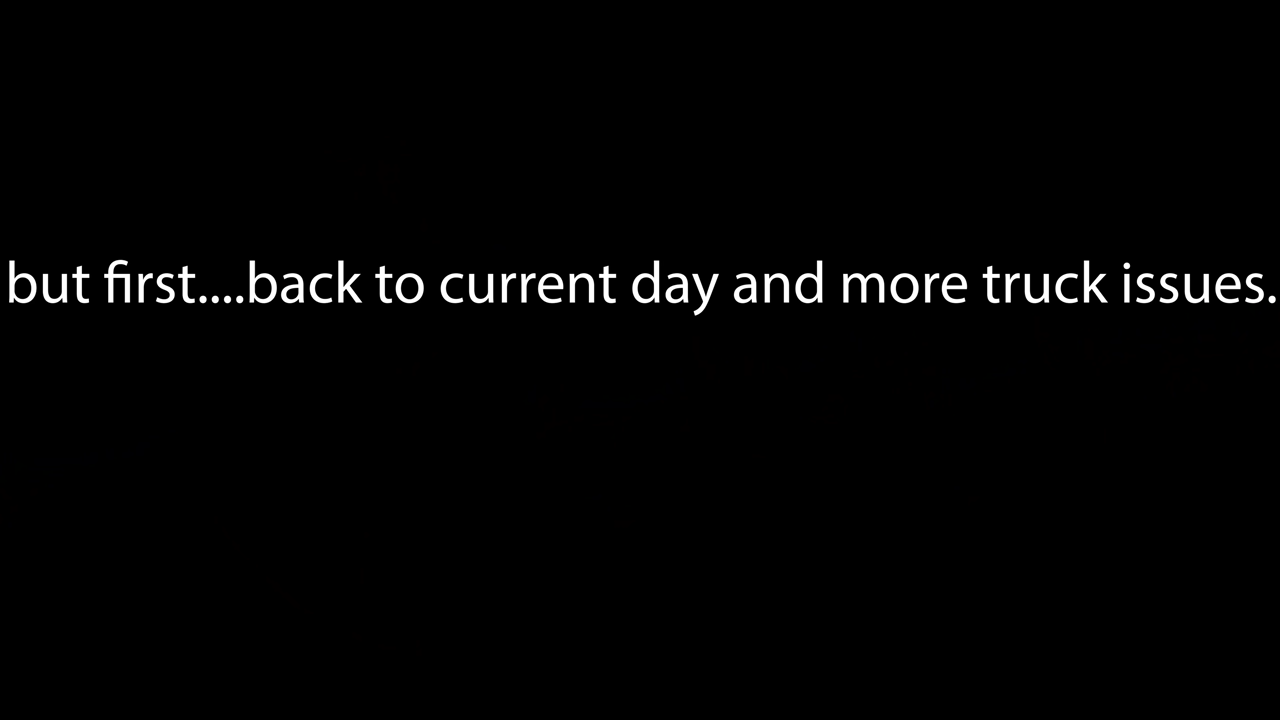 but first....back to current day and more truck issues.